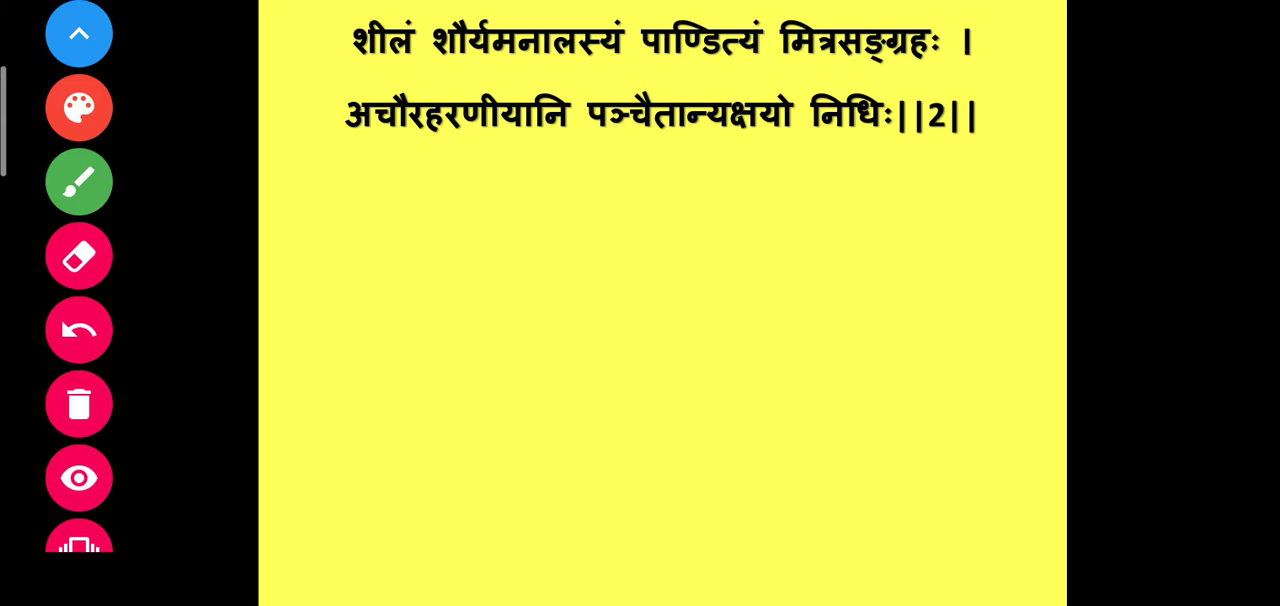 शीलं शौर्यमनालस्यं पाण्डित्यं मित्रसङ्ग्रहः ।
अचौरहरणीयानि पञ्चैतान्यक्षयो निधिः||2||